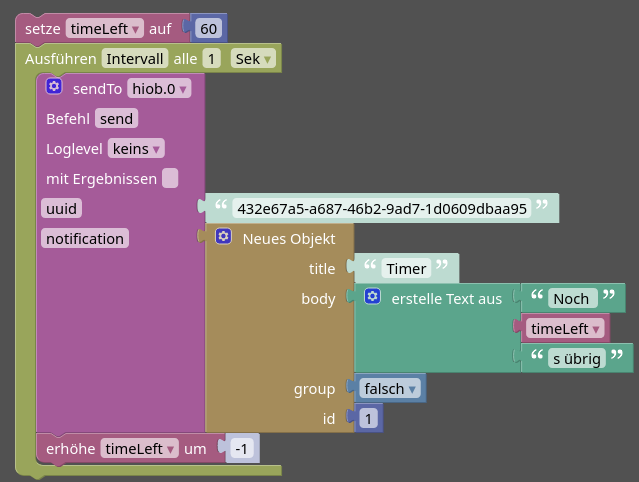 setze timeLeft ▾ auf 60
Ausführen Intervall alle 1 Sek ▾
sendTo hiob.0 ▾
Befehl send
Loglevel keins ▾
mit Ergebnissen
uuid “ 432e67a5-a687-46b2-9ad7-1d0609dbaa95 ”
notification Neues Objekt
title “ Timer ”
body erstelle Text aus “ Noch ”
timeLeft ▾
“ s übrig ”
group falsch ▾
id 1
erhöhe timeLeft ▾ um -1